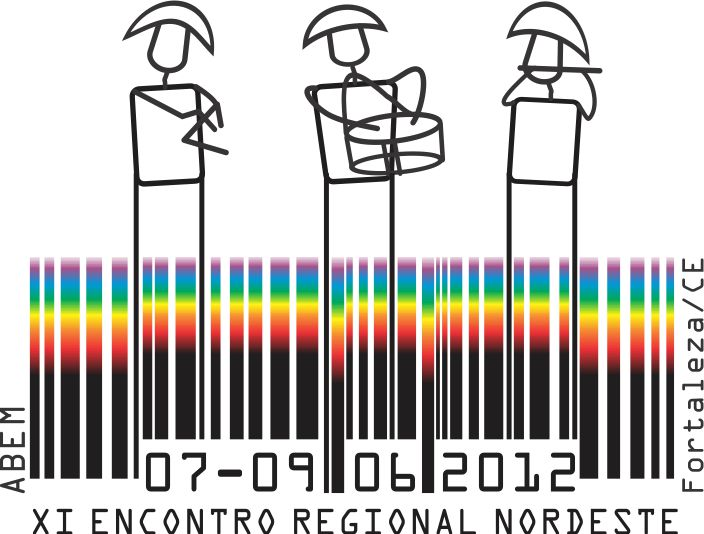 ABEM
Fortaleza/CE
07-09 06 2012
XI ENCONTRO REGIONAL NORDESTE